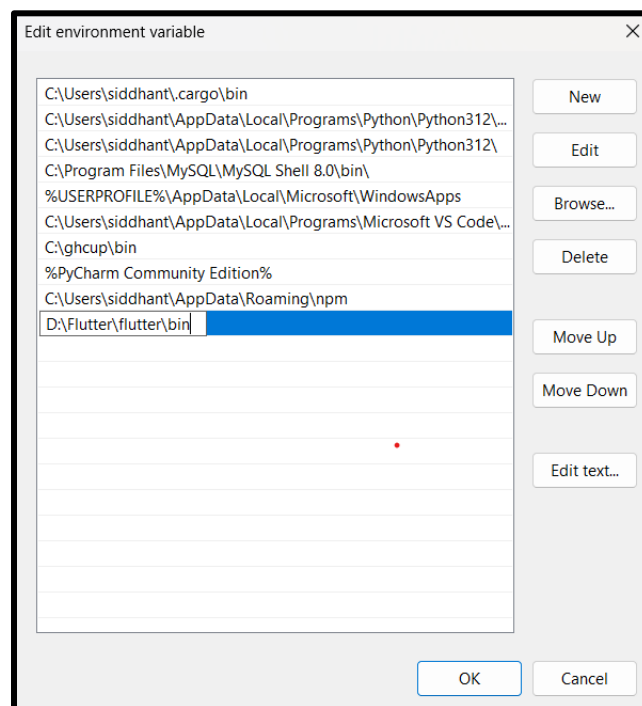 Edit environment variable
C:\Users\siddhant\.cargo\bin
C:\Users\siddhant\AppData\Local\Programs\Python\Python312\...
C:\Users\siddhant\AppData\Local\Programs\Python\Python312\
C:\Program Files\MySQL\MySQL Shell 8.0\bin\
%USERPROFILE%\AppData\Local\Microsoft\WindowsApps
C:\Users\siddhant\AppData\Local\Programs\Microsoft VS Code\...
C:\ghcup\bin
%PyCharm Community Edition%
C:\Users\siddhant\AppData\Roaming\npm
D:\Flutter\flutter\bin
New
Edit
Browse...
Delete
Move Up
Move Down
Edit text...
OK
Cancel